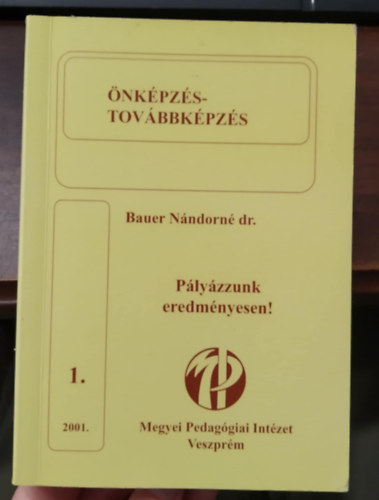 ÖNKÉPZÉS-
TOVÁBBKÉPZÉS
Bauer Nándorné dr.
Pályázzunk
eredményesen!
1.
2001.
Megyei Pedagógiai Intézet
Veszprém